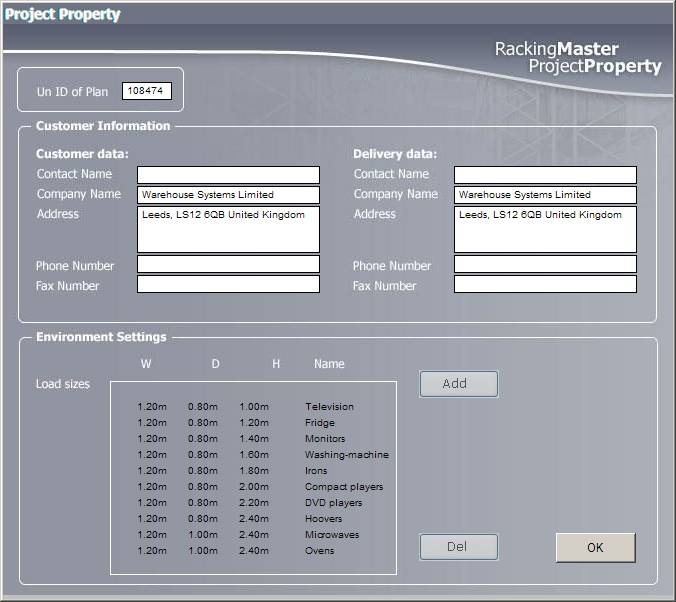 Project Property
RackingMaster
ProjectProperty
Un ID of Plan 108474
Customer Information
Customer data: Delivery data:
Contact Name Contact Name
Company Name Warehouse Systems Limited Company Name Warehouse Systems Limited
Address Leeds, LS12 6QB United Kingdom Address Leeds, LS12 6QB United Kingdom
Phone Number Phone Number
Fax Number Fax Number
Environment Settings
W D H Name
Load sizes Add
1.20m 0.80m 1.00m Television
1.20m 0.80m 1.20m Fridge
1.20m 0.80m 1.40m Monitors
1.20m 0.80m 1.60m Washing-machine
1.20m 0.80m 1.80m Irons
1.20m 0.80m 2.00m Compact players
1.20m 0.80m 2.20m DVD players
1.20m 0.80m 2.40m Hoovers
1.20m 1.00m 2.40m Microwaves
1.20m 1.00m 2.40m Ovens
Del OK